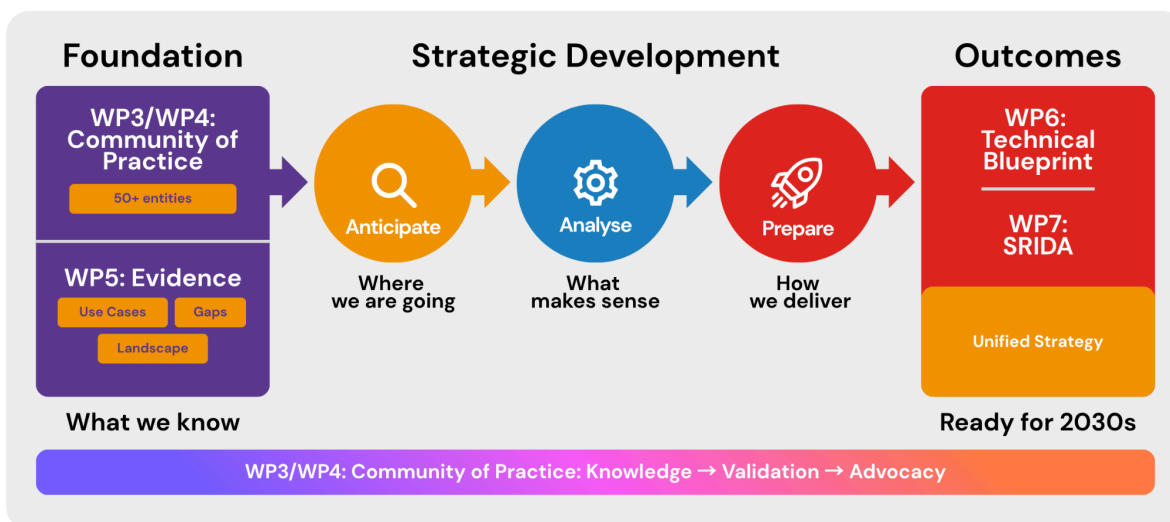 Foundation
Strategic Development
Outcomes
WP3/WP4:
Community of
Practice
50+ entities
WP5: Evidence
Use Cases
Gaps
Landscape
What we know
Anticipate
Where
we are going
Analyse
What
makes sense
Prepare
How
we deliver
WP6:
Technical
Blueprint
WP7:
SRIDA
Unified Strategy
Ready for 2030s
WP3/WP4: Community of Practice: Knowledge → Validation → Advocacy